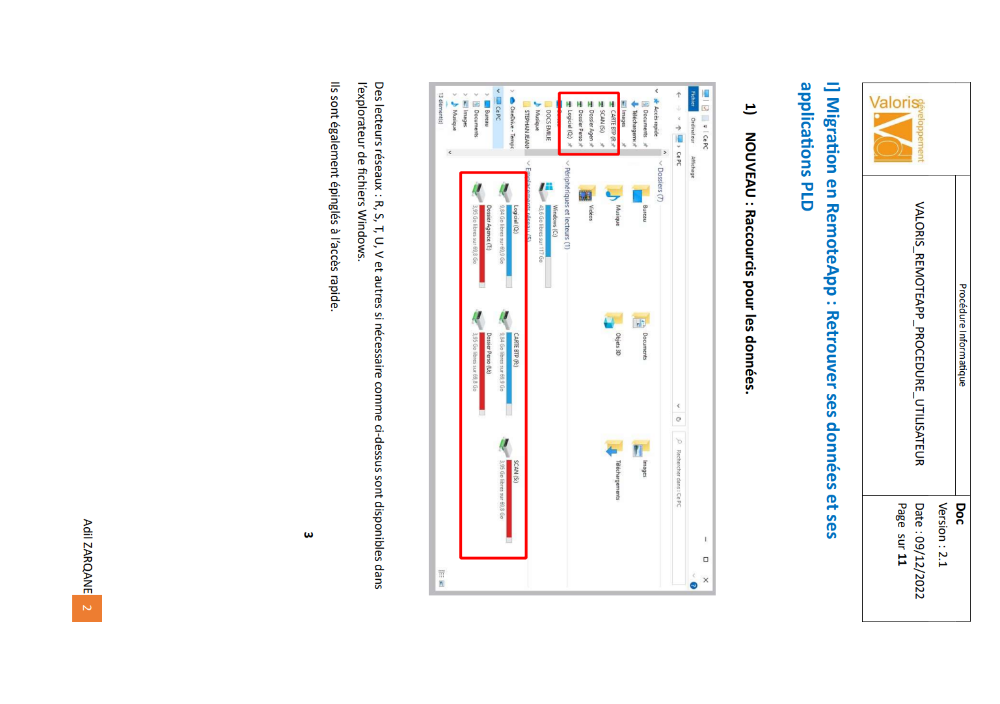 Valoris
développement
.Vd
Procédure Informatique
VALORIS_REMOTEAPP_PROCEDURE_UTILISATEUR
Doc
Version : 2.1
Date : 09/12/2022
Page sur 11
I] Migration en RemoteApp : Retrouver ses données et ses
applications PLD
1) NOUVEAU : Raccourcis pour les données.
Ce PC
Fichier Ordinateur Affichage
Ce PC
Rechercher dans : Ce PC
Accès rapide
Documents
Téléchargem
Images
CARTE BTP (R
SCAN (S:)
Dossier Agen
Dossier Perso
Logiciel (Q:)
DOCS EMILIE
Musique
STEPHAN JEANN
OneDrive - Tempo
Ce PC
Bureau
Documents
Images
Musique
13 élément(s)
Dossiers (7)
Bureau
Documents
Images
Musique
Objets 3D
Téléchargements
Vidéos
Périphériques et lecteurs (1)
Windows (C:)
43,6 Go libres sur 117 Go
Emplacements réseau (5)
Logiciel (Q:)
9,84 Go libres sur 69,9 Go
CARTE BTP (R:)
9,84 Go libres sur 69,9 Go
SCAN (S:)
3,95 Go libres sur 69,8 Go
Dossier Agence (T:)
3,95 Go libres sur 69,8 Go
Dossier Perso (U:)
3,95 Go libres sur 69,8 Go
Des lecteurs réseaux : R, S, T, U, V et autres si nécessaire comme ci-dessus sont disponibles dans
l'explorateur de fichiers Windows.
Ils sont également épinglés à l'accès rapide.
3
Adil ZARQANE 2